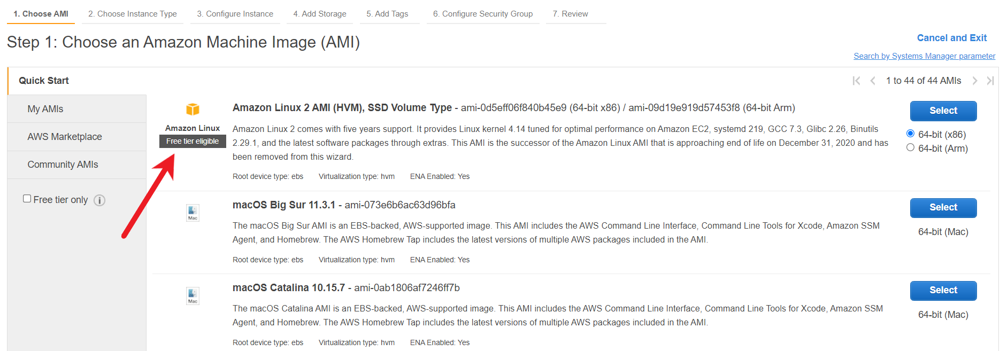 1. Choose AMI 2. Choose Instance Type 3. Configure Instance 4. Add Storage 5. Add Tags 6. Configure Security Group 7. Review
Step 1: Choose an Amazon Machine Image (AMI)
Cancel and Exit
Search by Systems Manager parameter
Quick Start
1 to 44 of 44 AMIs
My AMIs
AWS Marketplace
Community AMIs
Free tier only
Amazon Linux
Free tier eligible
Amazon Linux 2 AMI (HVM), SSD Volume Type - ami-0d5eff06f840b45e9 (64-bit x86) / ami-09d19e919d57453f8 (64-bit Arm)
Amazon Linux 2 comes with five years support. It provides Linux kernel 4.14 tuned for optimal performance on Amazon EC2, systemd 219, GCC 7.3, Glibc 2.26, Binutils
2.29.1, and the latest software packages through extras. This AMI is the successor of the Amazon Linux AMI that is approaching end of life on December 31, 2020 and has
been removed from this wizard.
Root device type: ebs Virtualization type: hvm ENA Enabled: Yes
Select
64-bit (x86)
64-bit (Arm)
Mac
macOS Big Sur 11.3.1 - ami-073e6b6ac63d96bfa
The macOS Big Sur AMI is an EBS-backed, AWS-supported image. This AMI includes the AWS Command Line Interface, Command Line Tools for Xcode, Amazon SSM
Agent, and Homebrew. The AWS Homebrew Tap includes the latest versions of multiple AWS packages included in the AMI.
Root device type: ebs Virtualization type: hvm ENA Enabled: Yes
Select
64-bit (Mac)
Mac
macOS Catalina 10.15.7 - ami-0ab1806af7246ff7b
The macOS Catalina AMI is an EBS-backed, AWS-supported image. This AMI includes the AWS Command Line Interface, Command Line Tools for Xcode, Amazon SSM
Agent, and Homebrew. The AWS Homebrew Tap includes the latest versions of multiple AWS packages included in the AMI.
Root device type: ebs Virtualization type: hvm ENA Enabled: Yes
Select
64-bit (Mac)